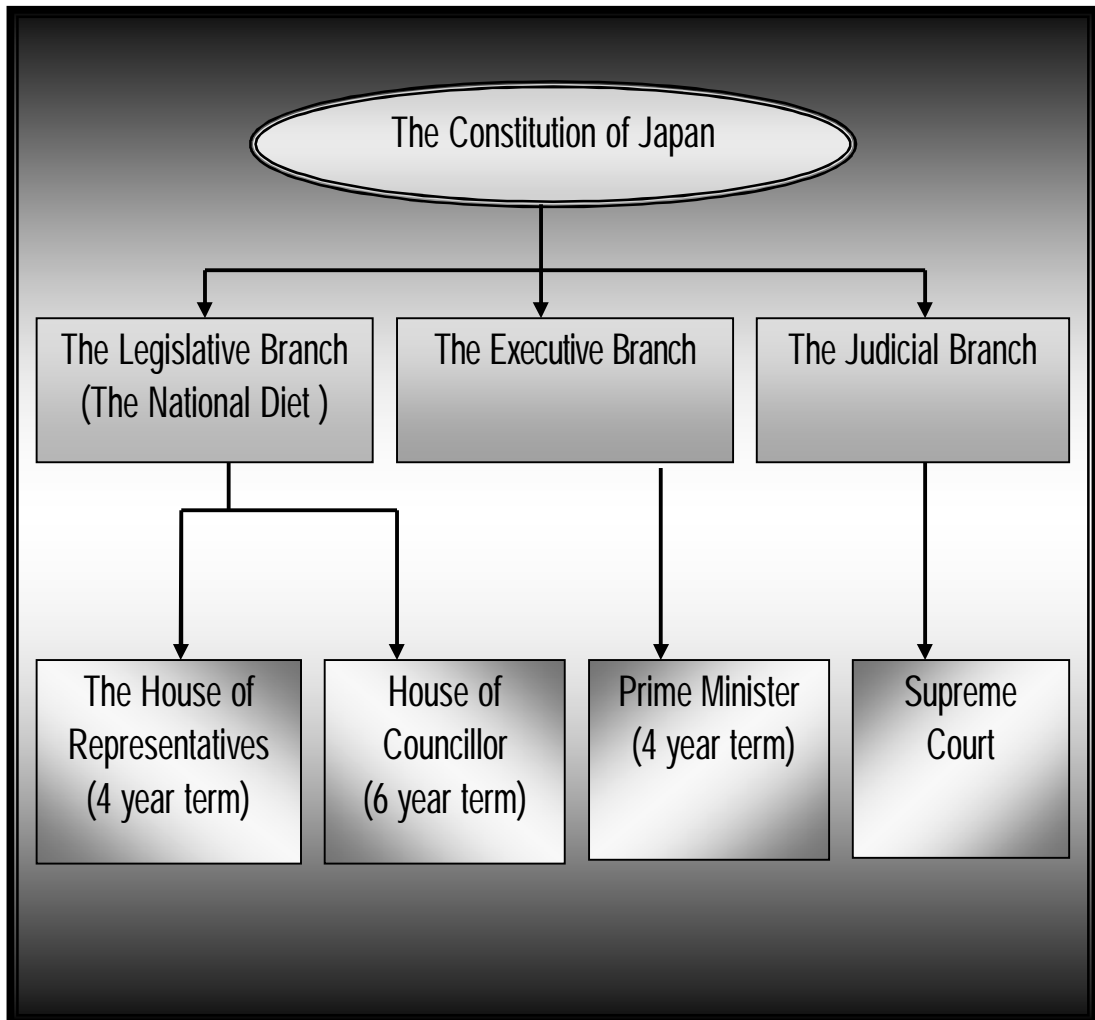 The Constitution of Japan
The Legislative Branch
(The National Diet )
The Executive Branch
The Judicial Branch
The House of
Representatives
(4 year term)
House of
Councillor
(6 year term)
Prime Minister
(4 year term)
Supreme
Court